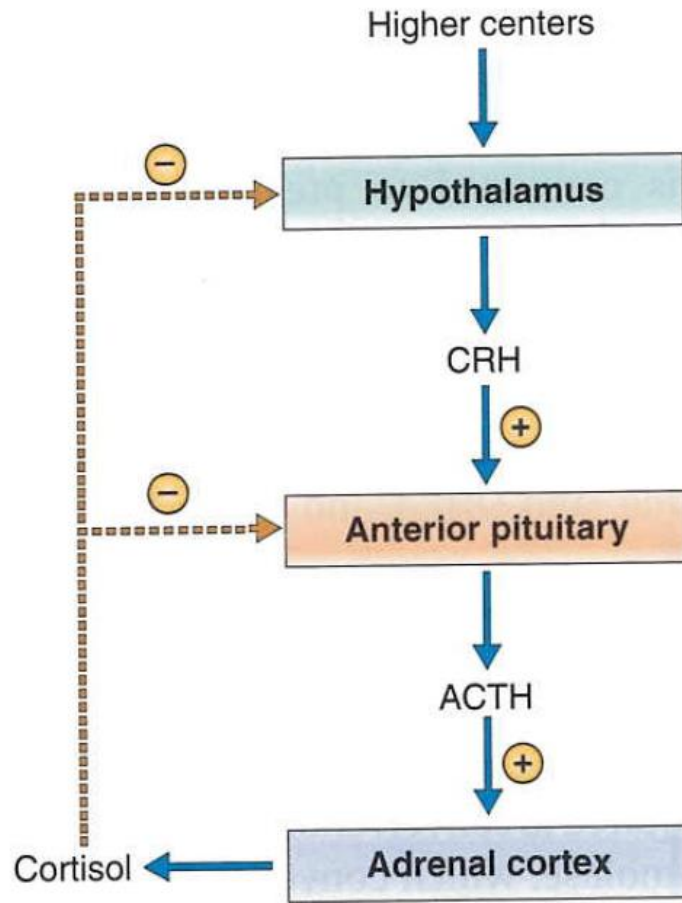 Higher centers
−
Hypothalamus
CRH
+
−
Anterior pituitary
ACTH
+
Cortisol
Adrenal cortex